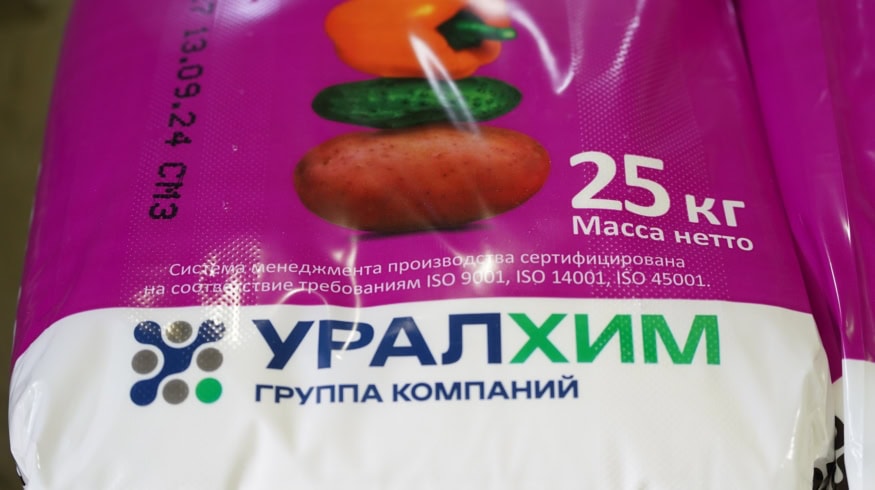 13.09.24 СМ3
25 кг
Масса нетто
Система менеджмента производства сертифицирована
на соответствие требованиям ISO 9001, ISO 14001, ISO 45001.
УРАЛХИМ
ГРУППА КОМПАНИЙ